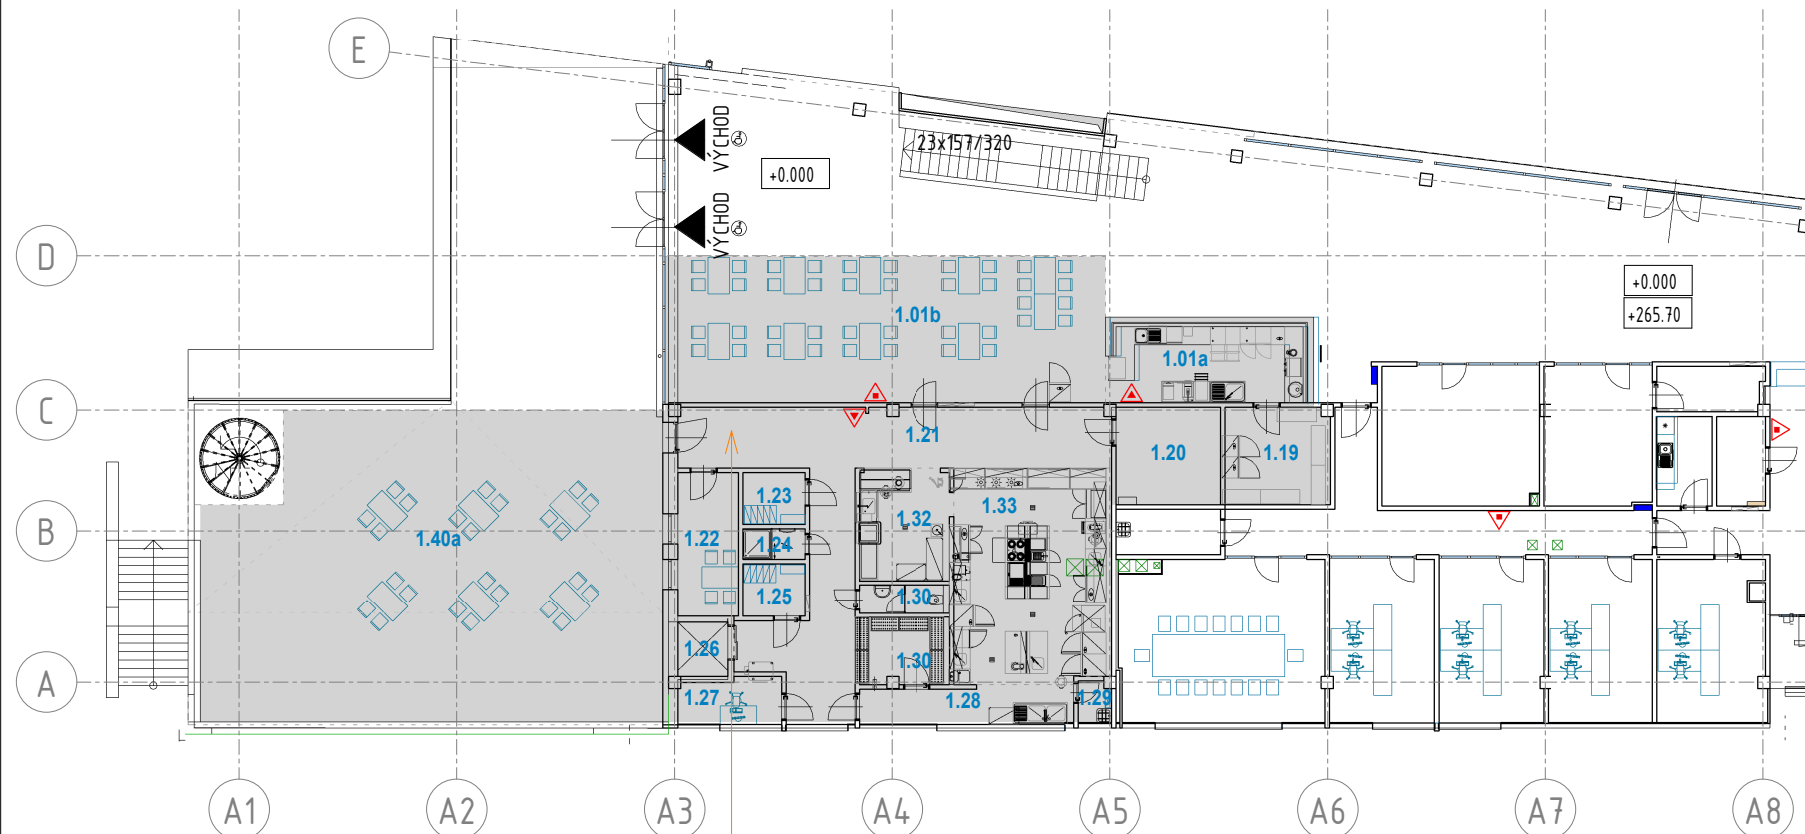 E
VÝCHOD
23x157/320
+0.000
VÝCHOD
D
+0.000
+265.70
1.01b
1.01a
C
1.21
1.20
1.19
1.23
1.33
1.32
B
1.40a
1.22
1.24
1.25
1.30
1.26
1.30
A
1.27
1.28
1.29
A1
A2
A3
A4
A5
A6
A7
A8